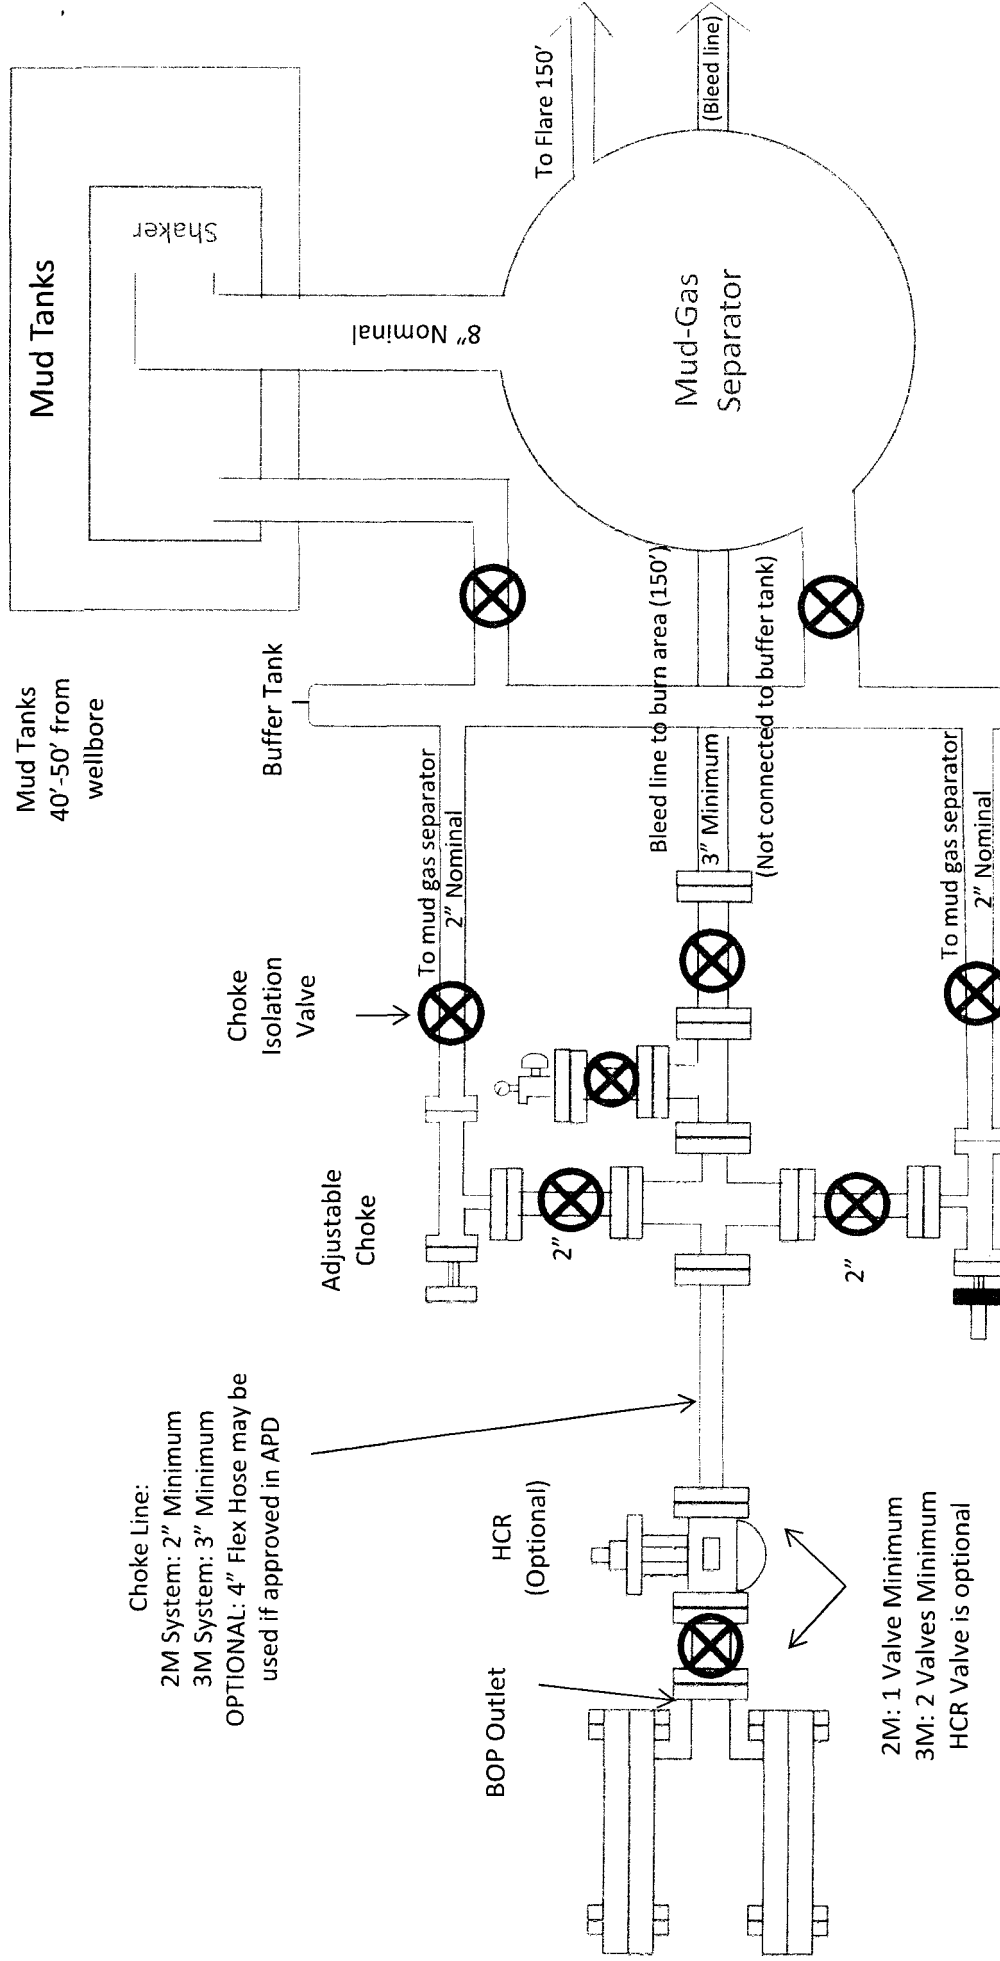 Mud Tanks
40'-50' from
wellbore
Mud Tanks
Shaker
8" Nominal
Mud-Gas
Separator
To Flare 150'
(Bleed line)
Buffer Tank
Bleed line to burn area (150')
3" Minimum
(Not connected to buffer tank)
To mud gas separator
2" Nominal
To mud gas separator
2" Nominal
Choke
Isolation
Valve
Adjustable
Choke
2"
2"
Choke Line:
2M System: 2" Minimum
3M System: 3" Minimum
OPTIONAL: 4" Flex Hose may be
used if approved in APD
HCR
(Optional)
BOP Outlet
2M: 1 Valve Minimum
3M: 2 Valves Minimum
HCR Valve is optional